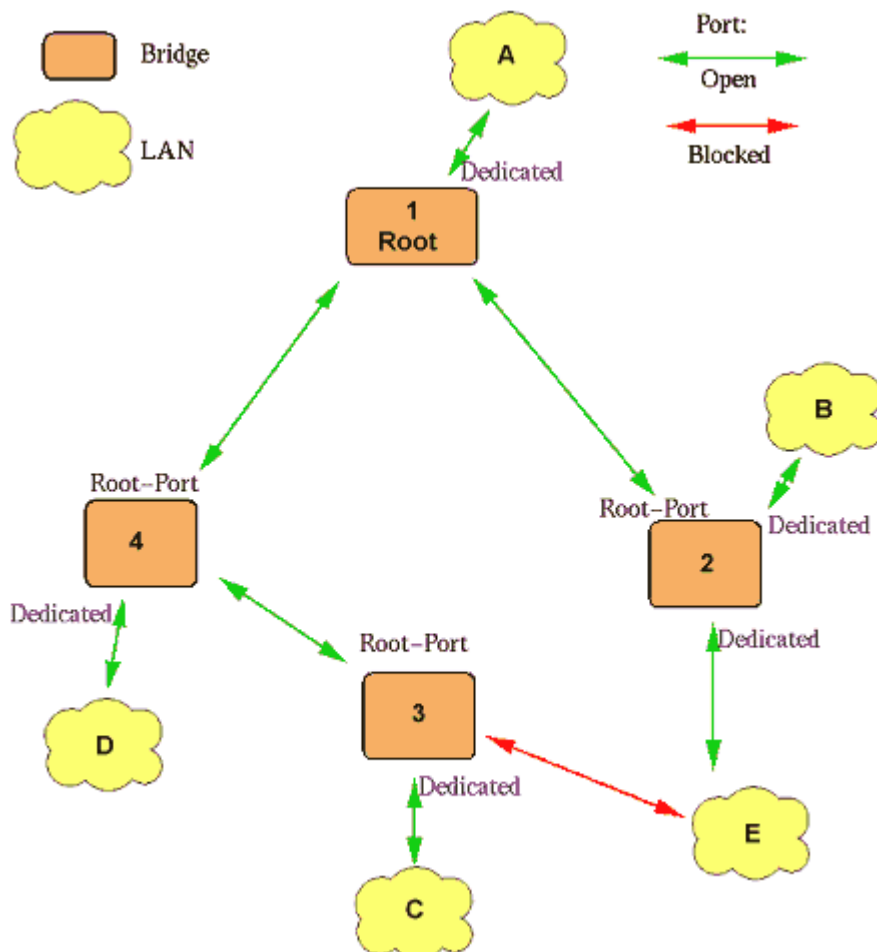 Bridge
LAN
A
Port:
Open
Blocked
Dedicated
1
Root
B
Root-Port
4
Root-Port
Dedicated
2
Dedicated
Root-Port
Dedicated
3
D
Dedicated
E
C